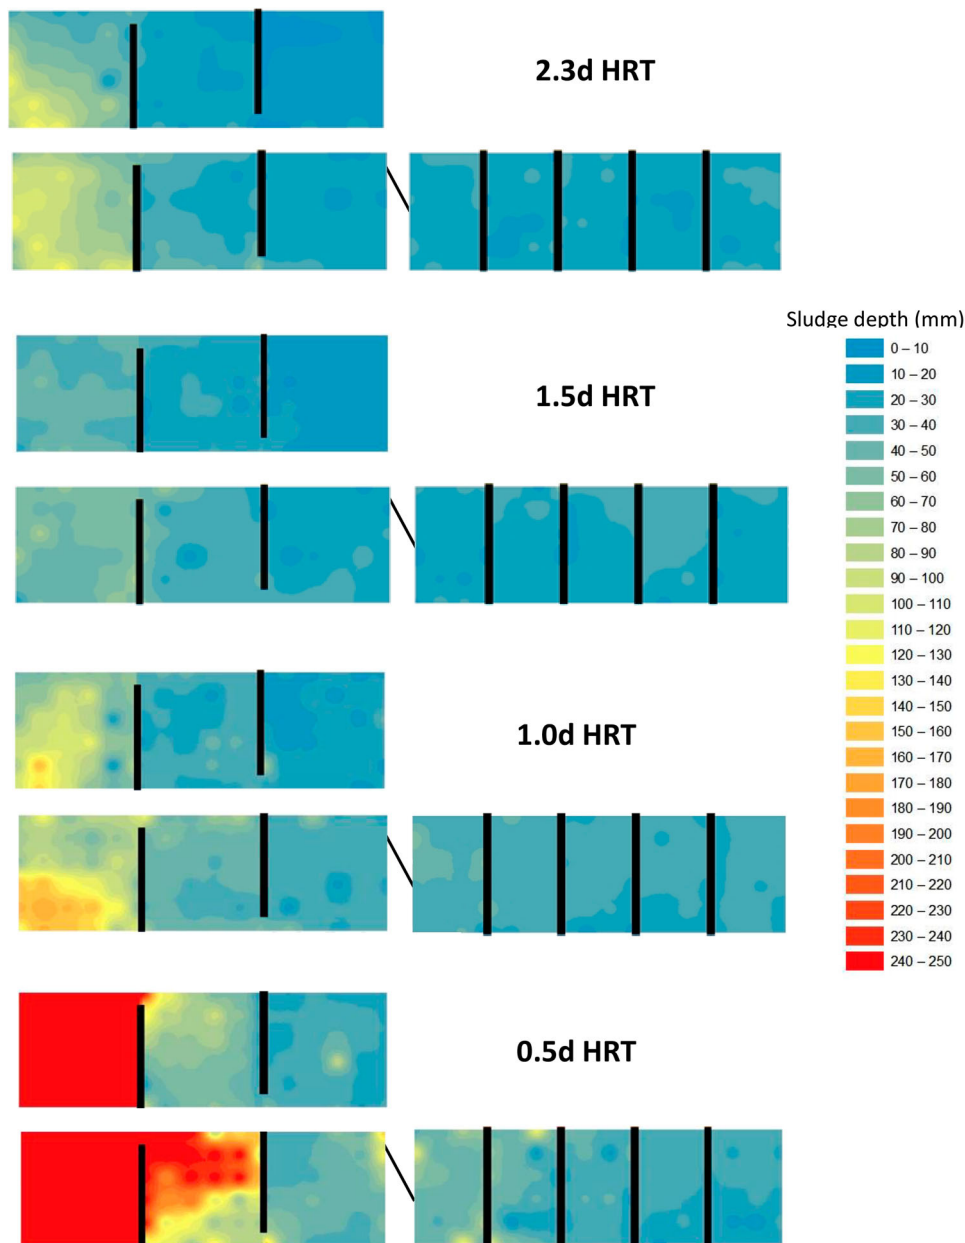 2.3d HRT
1.5d HRT
Sludge depth (mm)
0 – 10
10 – 20
20 – 30
30 – 40
40 – 50
50 – 60
60 – 70
70 – 80
80 – 90
90 – 100
100 – 110
110 – 120
120 – 130
130 – 140
140 – 150
150 – 160
160 – 170
170 – 180
180 – 190
190 – 200
200 – 210
210 – 220
220 – 230
230 – 240
240 – 250
1.0d HRT
0.5d HRT